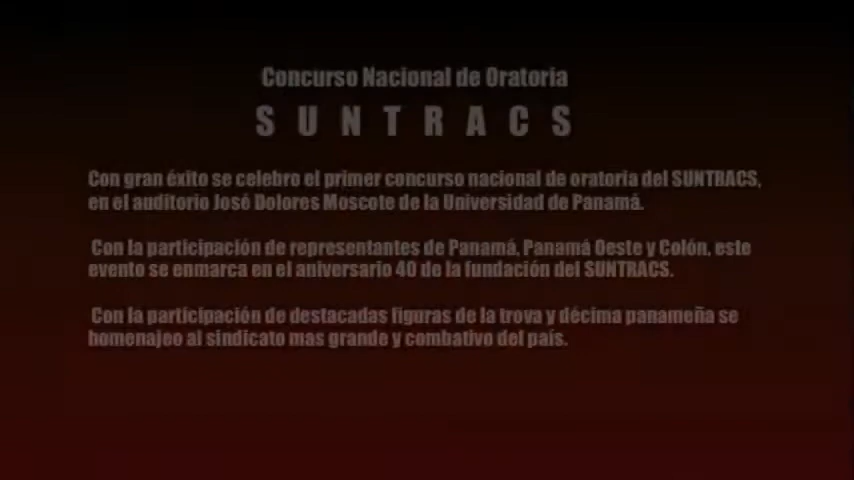 Concurso Nacional de Oratoria
SUNTRACS
Con gran éxito se celebro el primer concurso nacional de oratoria del SUNTRACS,
en el auditorio José Dolores Moscote de la Universidad de Panamá.
Con la participación de representantes de Panamá, Panamá Oeste y Colón, este
evento se enmarca en el aniversario 40 de la fundación del SUNTRACS.
Con la participación de destacadas figuras de la trova y décima panameña se
homenajeo al sindicato mas grande y combativo del país.